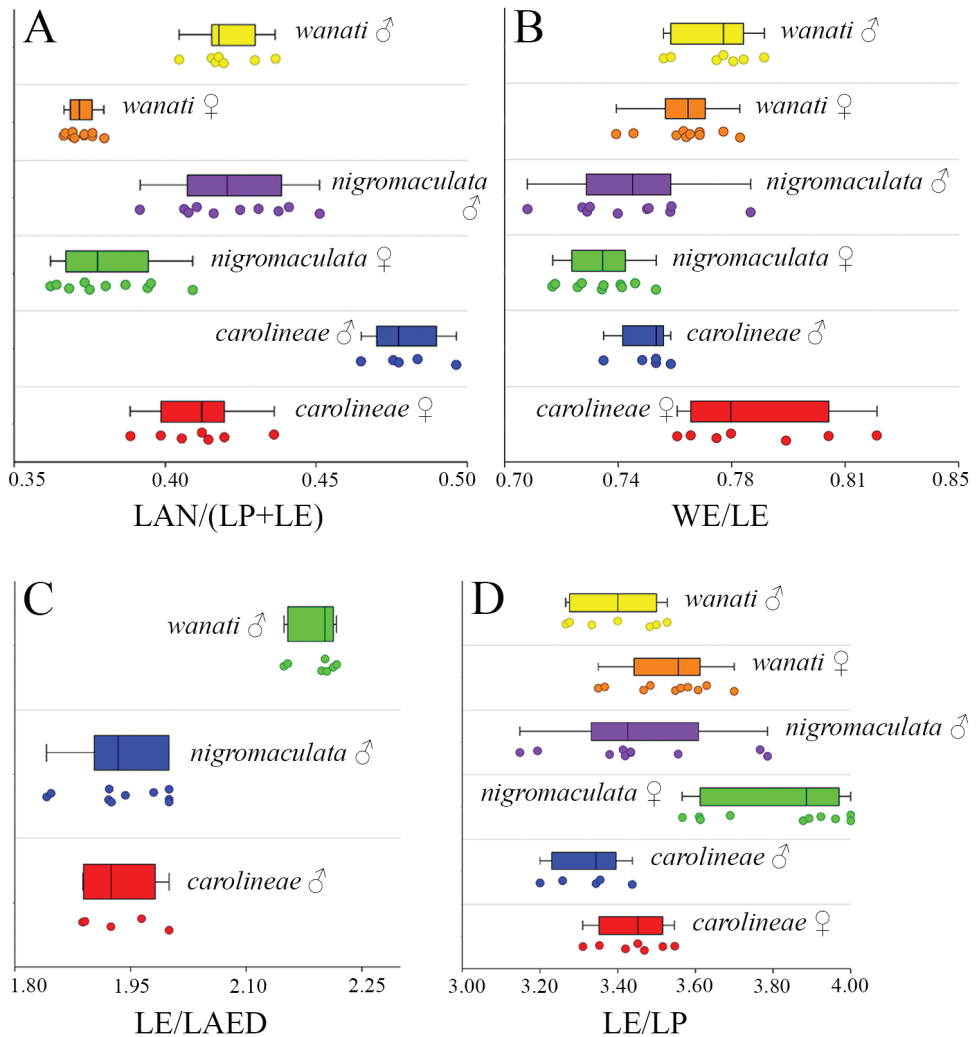 A
wanati ♂
wanati ♀
nigromaculata
♂
nigromaculata ♀
carolineae ♂
carolineae ♀
0.35 0.40 0.45 0.50
LAN/(LP+LE)
B
wanati ♂
wanati ♀
nigromaculata ♂
nigromaculata ♀
carolineae ♂
carolineae ♀
0.70 0.74 0.78 0.81 0.85
WE/LE
C
wanati ♂
nigromaculata ♂
carolineae ♂
1.80 1.95 2.10 2.25
LE/LAED
D
wanati ♂
wanati ♀
nigromaculata ♂
nigromaculata ♀
carolineae ♂
carolineae ♀
3.00 3.20 3.40 3.60 3.80 4.00
LE/LP